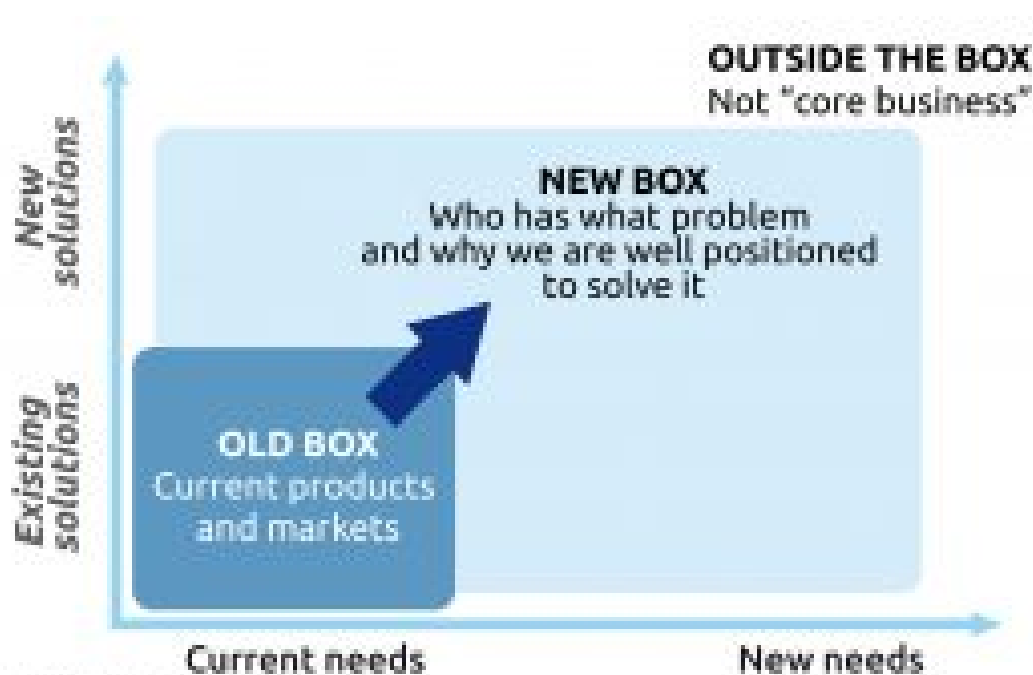 OUTSIDE THE BOX
Not "core business"
New
solutions
NEW BOX
Who has what problem
and why we are well positioned
to solve it
Existing
solutions
OLD BOX
Current products
and markets
Current needs
New needs